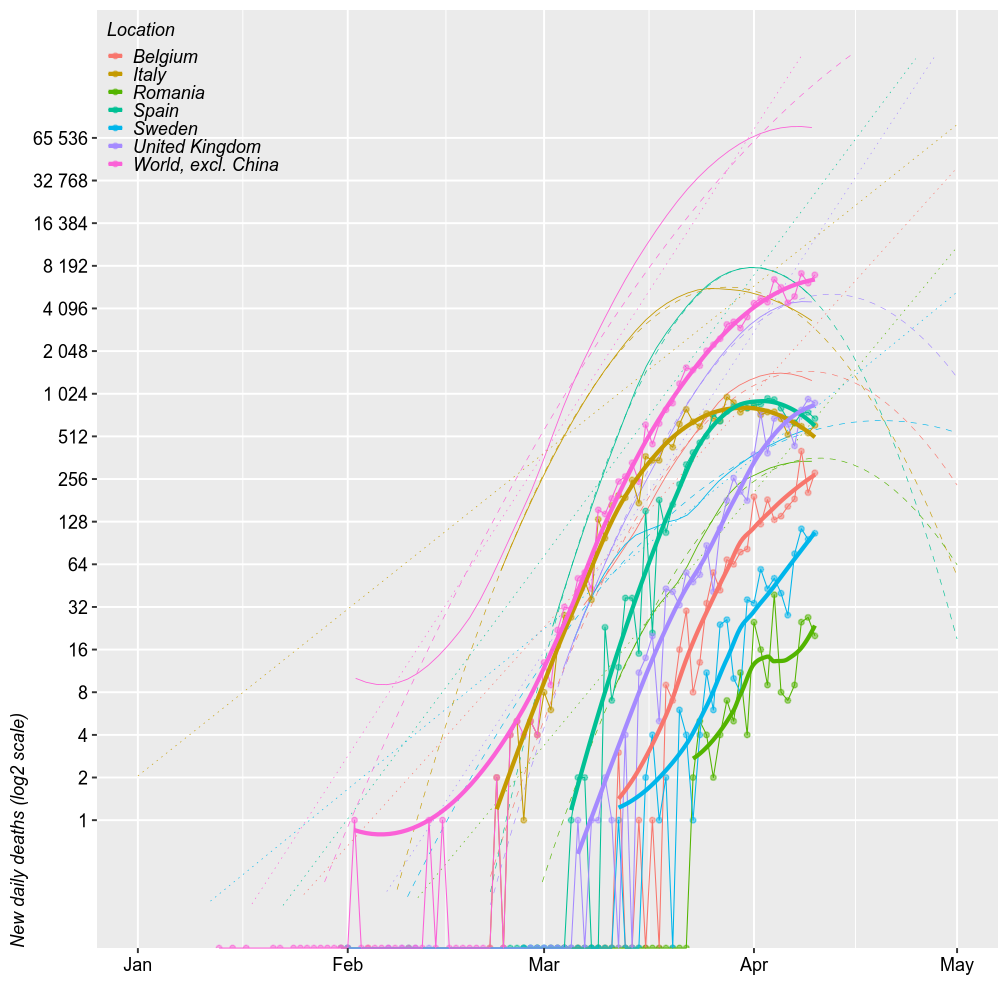 Location
Belgium
Italy
Romania
Spain
Sweden
United Kingdom
World, excl. China
65 536
32 768
16 384
8 192
4 096
2 048
1 024
512
256
128
64
32
16
8
4
2
1
New daily deaths (log2 scale)
Jan Feb Mar Apr May